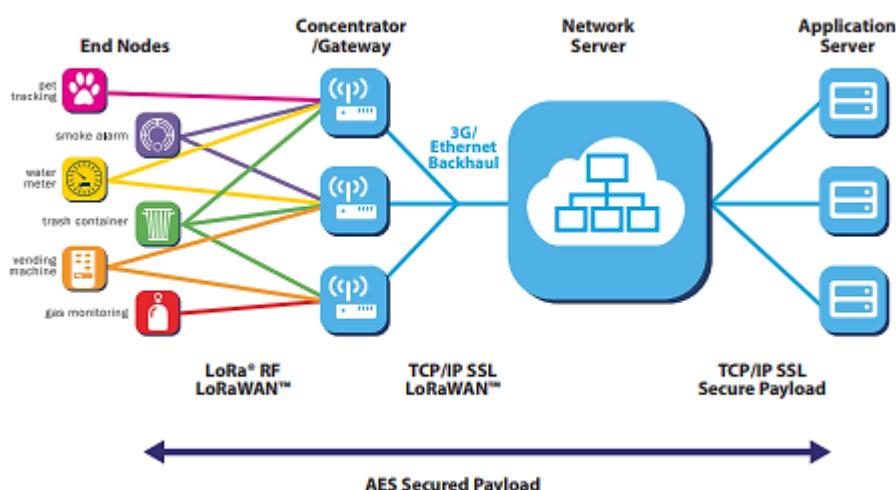 End Nodes
Concentrator
/Gateway
Network
Server
Application
Server
pet
tracking
smoke alarm
water
meter
trash container
vending
machine
gas monitoring
3G/
Ethernet
Backhaul
LoRa® RF
LoRaWAN™
TCP/IP SSL
LoRaWAN™
TCP/IP SSL
Secure Payload
AES Secured Payload